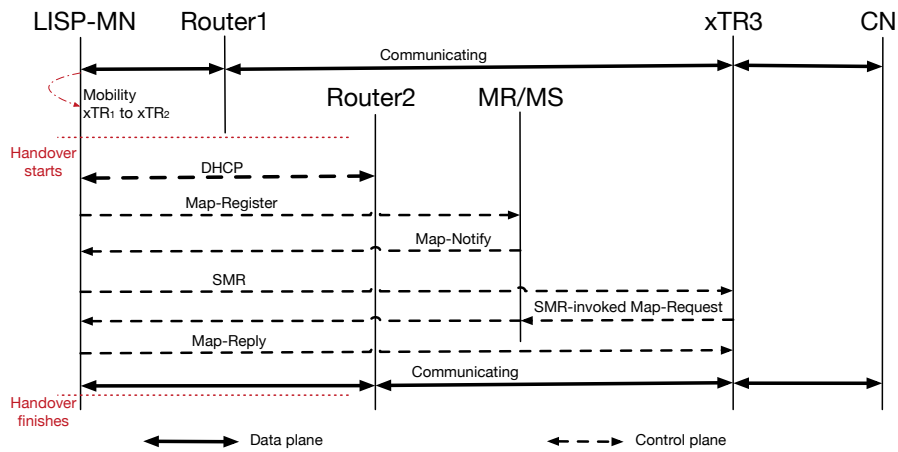 LISP-MN Router1 xTR3 CN
Communicating
Mobility
xTR1 to xTR2
Router2 MR/MS
Handover
starts
DHCP
Map-Register
Map-Notify
SMR
SMR-invoked Map-Request
Map-Reply
Communicating
Handover
finishes
Data plane Control plane